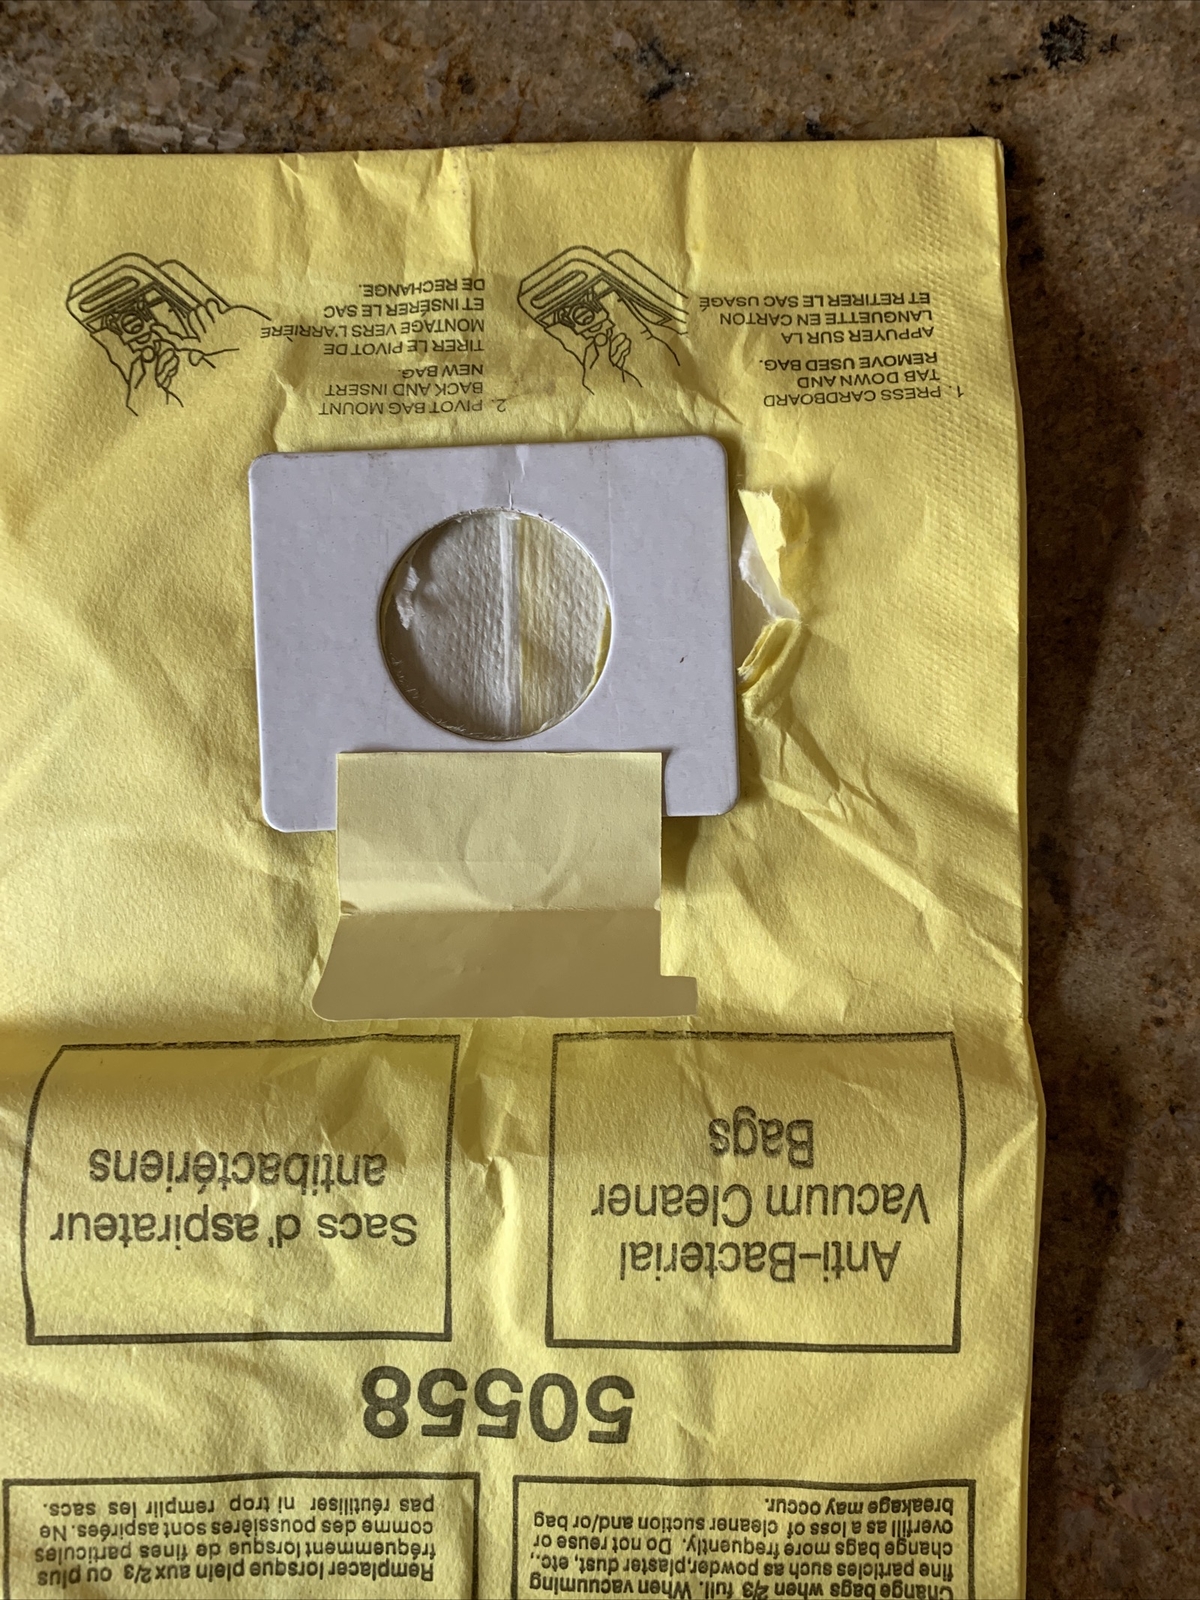 Change bags when 2/3 full. When vacuuming
fine particles such as powder,plaster dust, etc.,
change bags more frequently. Do not reuse or
overfill as a loss of cleaner suction and/or bag
breakage may occur.
Remplacer lorsque plein aux 2/3 ou plus
fréquemment lorsque de fines particules
comme des poussières sont aspirées. Ne
pas réutiliser ni trop remplir les sacs.
50558
Anti-Bacterial
Vacuum Cleaner
Bags
Sacs d'aspirateur
antibactériens
1. PRESS CARDBOARD
TAB DOWN AND
REMOVE USED BAG.
APPUYER SUR LA
LANGUETTE EN CARTON
ET RETIRER LE SAC USAGÉ
2. PIVOT BAG MOUNT
BACK AND INSERT
NEW BAG.
TIRER LE PIVOT DE
MONTAGE VERS L'ARRIÈRE
ET INSÉRER LE SAC
DE RECHANGE.